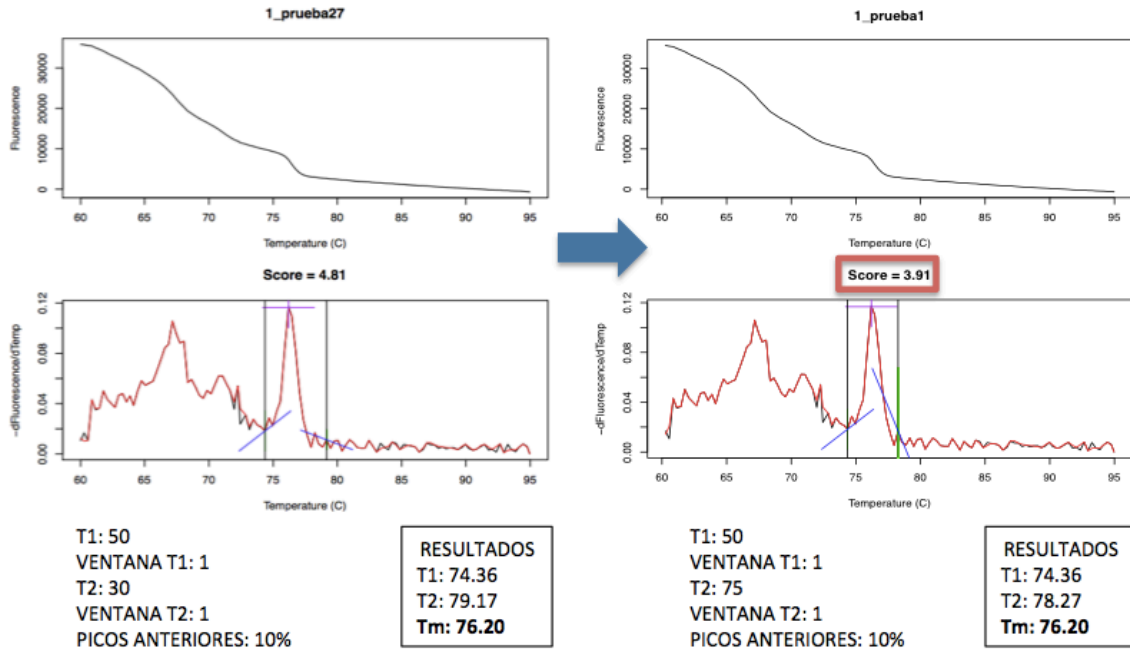 1_prueba27
Fluorescence
0 10000 20000 30000
60 65 70 75 80 85 90 95
Temperature (C)
Score = 4.81
-dFluorescence/dTemp
0.00 0.04 0.08 0.12
60 65 70 75 80 85 90 95
Temperature (C)
T1: 50
VENTANA T1: 1
T2: 30
VENTANA T2: 1
PICOS ANTERIORES: 10%
RESULTADOS
T1: 74.36
T2: 79.17
Tm: 76.20
1_prueba1
Fluorescence
0 10000 20000 30000
60 65 70 75 80 85 90 95
Temperature (C)
Score = 3.91
-dFluorescence/dTemp
0.00 0.04 0.08 0.12
60 65 70 75 80 85 90 95
Temperature (C)
T1: 50
VENTANA T1: 1
T2: 75
VENTANA T2: 1
PICOS ANTERIORES: 10%
RESULTADOS
T1: 74.36
T2: 78.27
Tm: 76.20